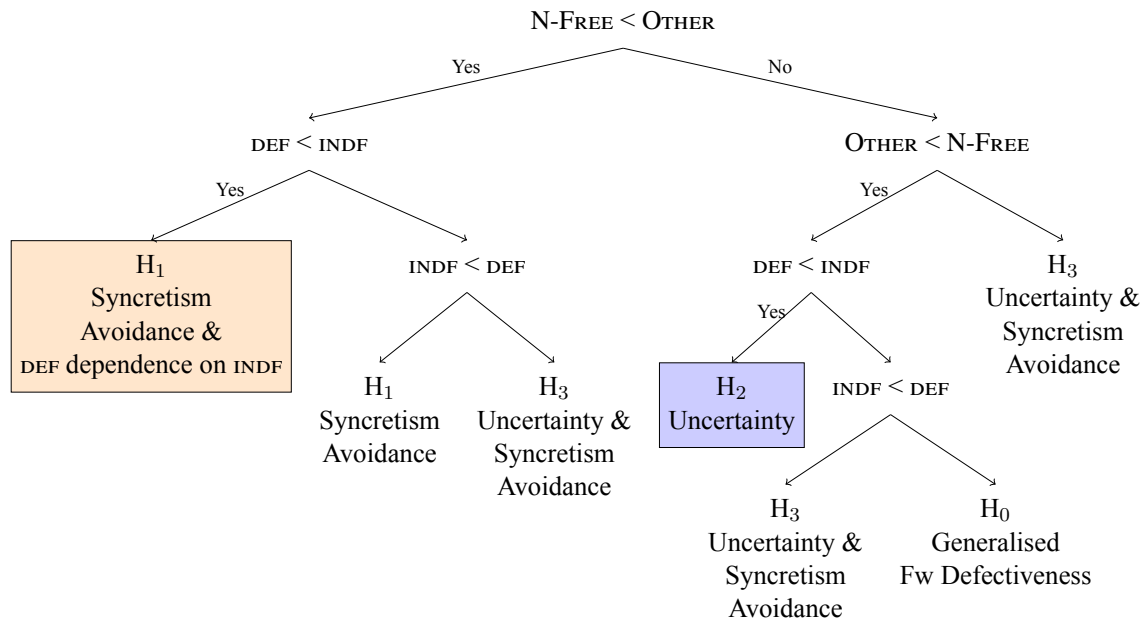 N-FREE < OTHER
Yes
No
DEF < INDF
OTHER < N-FREE
Yes
Yes
H₁
Syncretism
Avoidance &
DEF dependence on INDF
INDF < DEF
DEF < INDF
H₃
Uncertainty &
Syncretism
Avoidance
Yes
H₁
Syncretism
Avoidance
H₃
Uncertainty &
Syncretism
Avoidance
H₂
Uncertainty
INDF < DEF
H₃
Uncertainty &
Syncretism
Avoidance
H₀
Generalised
Fw Defectiveness